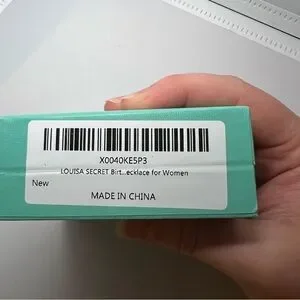 X0040KE5P3
LOUISA SECRET Birt...ecklace for Women
New
MADE IN CHINA